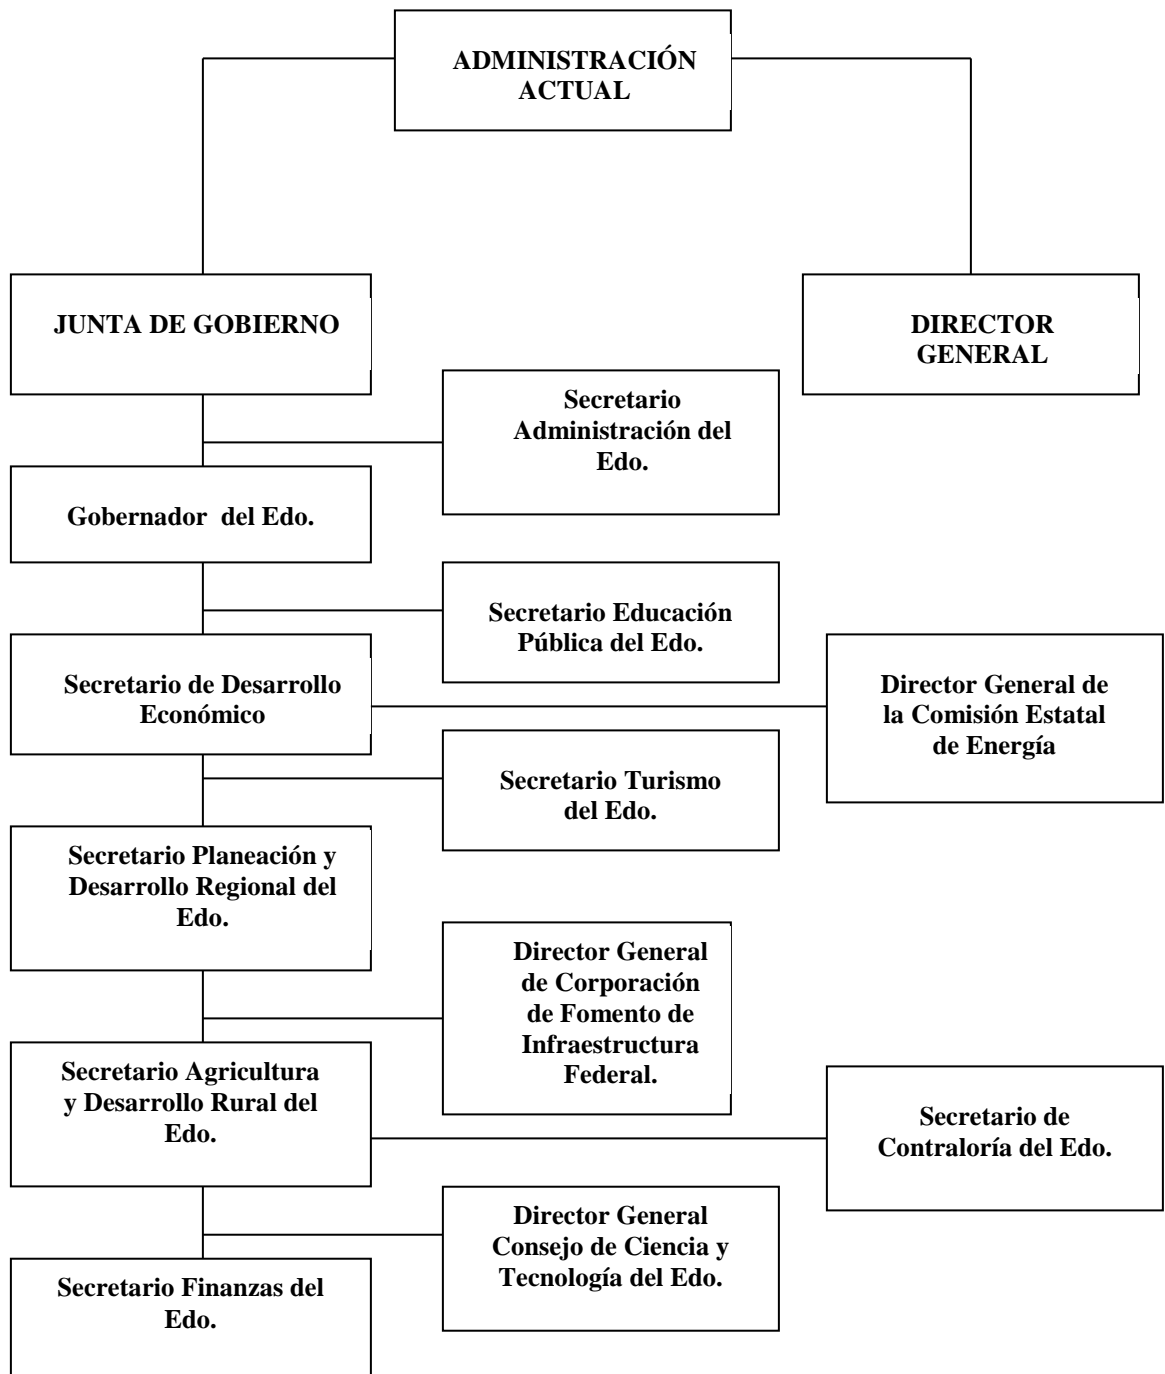 ADMINISTRACIÓN
ACTUAL
JUNTA DE GOBIERNO
DIRECTOR
GENERAL
Secretario
Administración del
Edo.
Gobernador  del Edo.
Secretario Educación
Pública del Edo.
Secretario de Desarrollo
Económico
Director General de
la Comisión Estatal
de Energía
Secretario Turismo
del Edo.
Secretario Planeación y
Desarrollo Regional del
Edo.
Director General
de Corporación
de Fomento de
Infraestructura
Federal.
Secretario Agricultura
y Desarrollo Rural del
Edo.
Secretario de
Contraloría del Edo.
Director General
Consejo de Ciencia y
Tecnología del Edo.
Secretario Finanzas del
Edo.